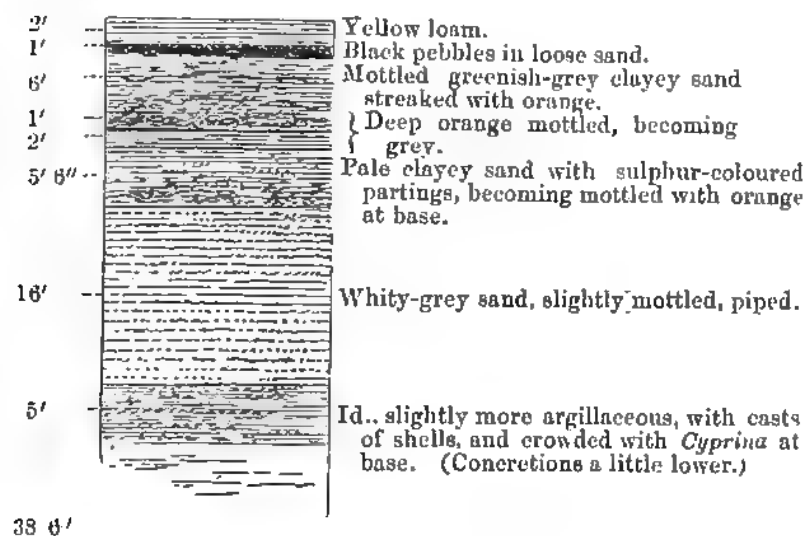 2′ Yellow loam.
1′ Black pebbles in loose sand.
6′ Mottled greenish-grey clayey sand
streaked with orange.
1′ { Deep orange mottled, becoming
2′ { grey.
5′ 6″ Pale clayey sand with sulphur-coloured
partings, becoming mottled with orange
at base.
16′ Whity-grey sand, slightly mottled, piped.
5′ Id., slightly more argillaceous, with casts
of shells, and crowded with Cyprina at
base. (Concretions a little lower.)
38 6′